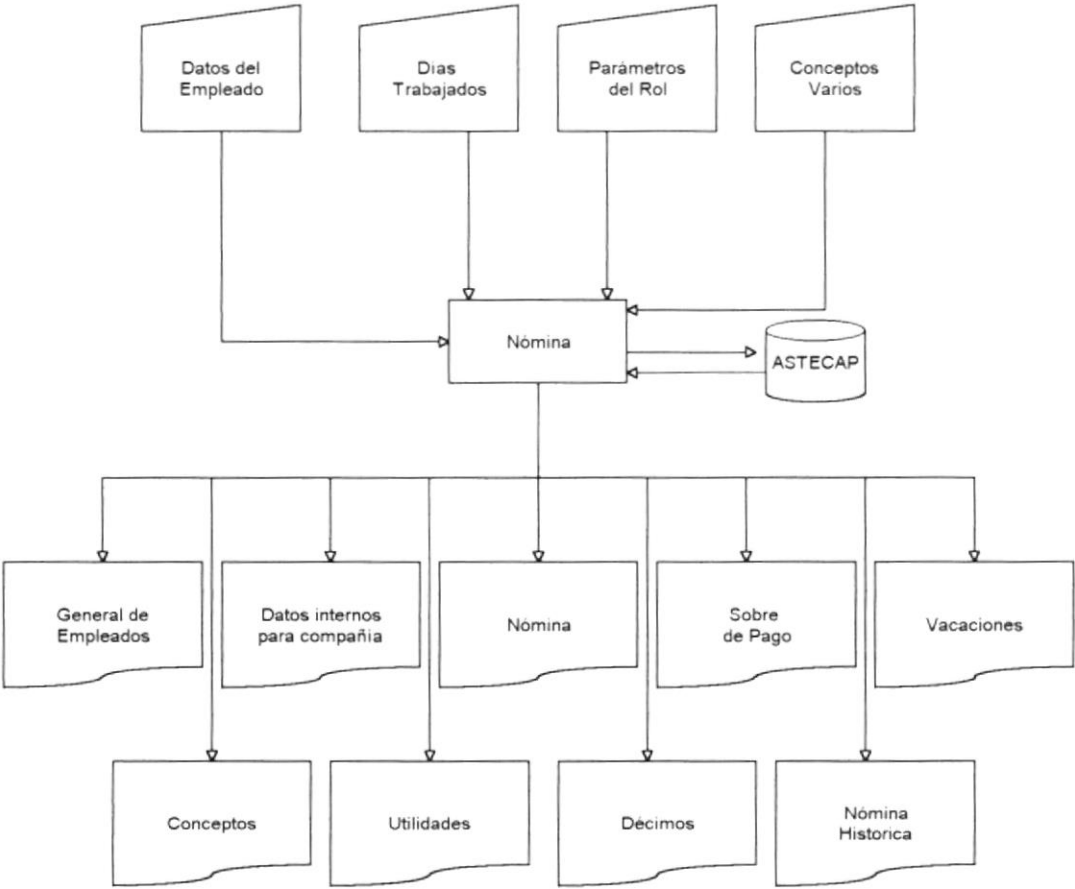 Datos del
Empleado
Dias
Trabajados
Parámetros
del Rol
Conceptos
Varios
Nómina
ASTECAP
General de
Empleados
Datos internos
para compañia
Nómina
Sobre
de Pago
Vacaciones
Conceptos
Utilidades
Décimos
Nómina
Historica